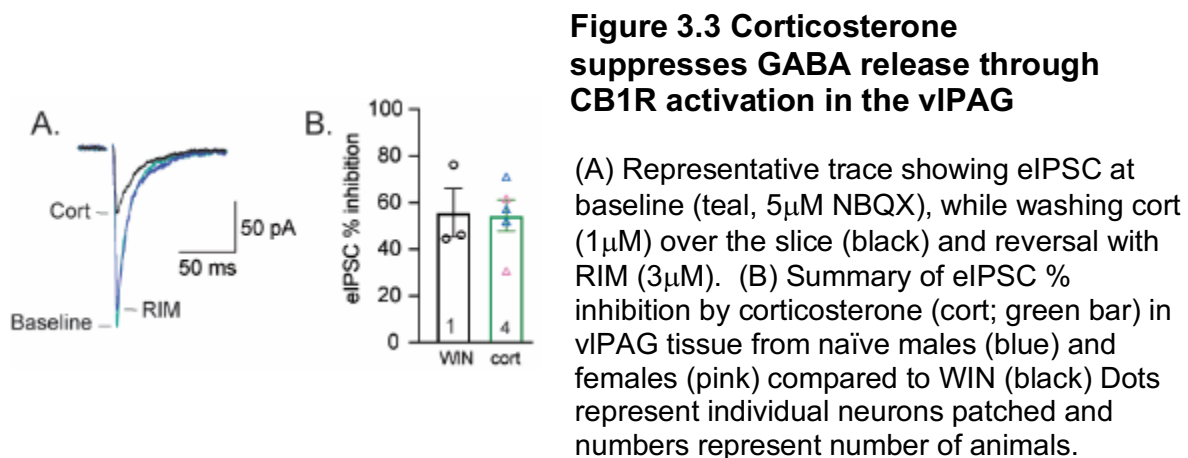 Figure 3.3 Corticosterone
suppresses GABA release through
CB1R activation in the vlPAG
A.
Cort
50 pA
50 ms
RIM
Baseline
B.
eIPSC % inhibition
100
80
60
40
20
0
1
4
WIN
cort
(A) Representative trace showing eIPSC at
baseline (teal, 5μM NBQX), while washing cort
(1μM) over the slice (black) and reversal with
RIM (3μM).  (B) Summary of eIPSC %
inhibition by corticosterone (cort; green bar) in
vlPAG tissue from naïve males (blue) and
females (pink) compared to WIN (black) Dots
represent individual neurons patched and
numbers represent number of animals.